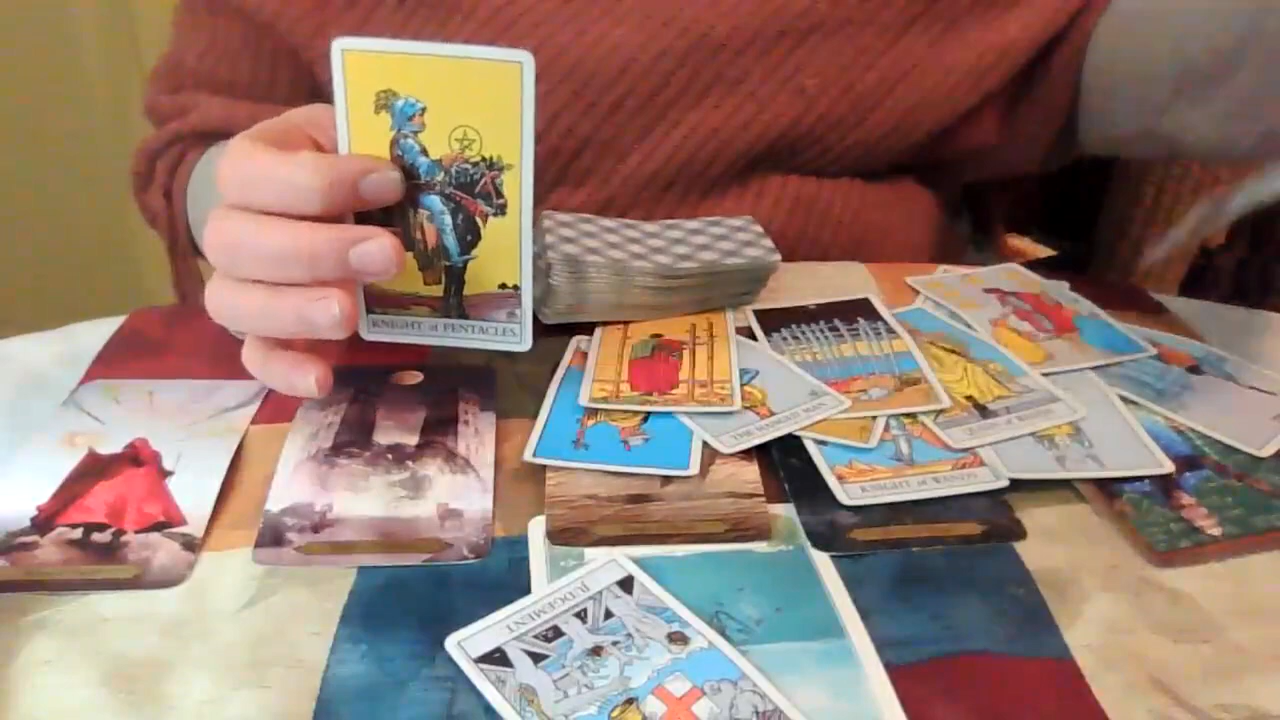 KNIGHT of PENTACLES.
THE HANGED MAN.
KNIGHT of WANDS.
JUDGEMENT